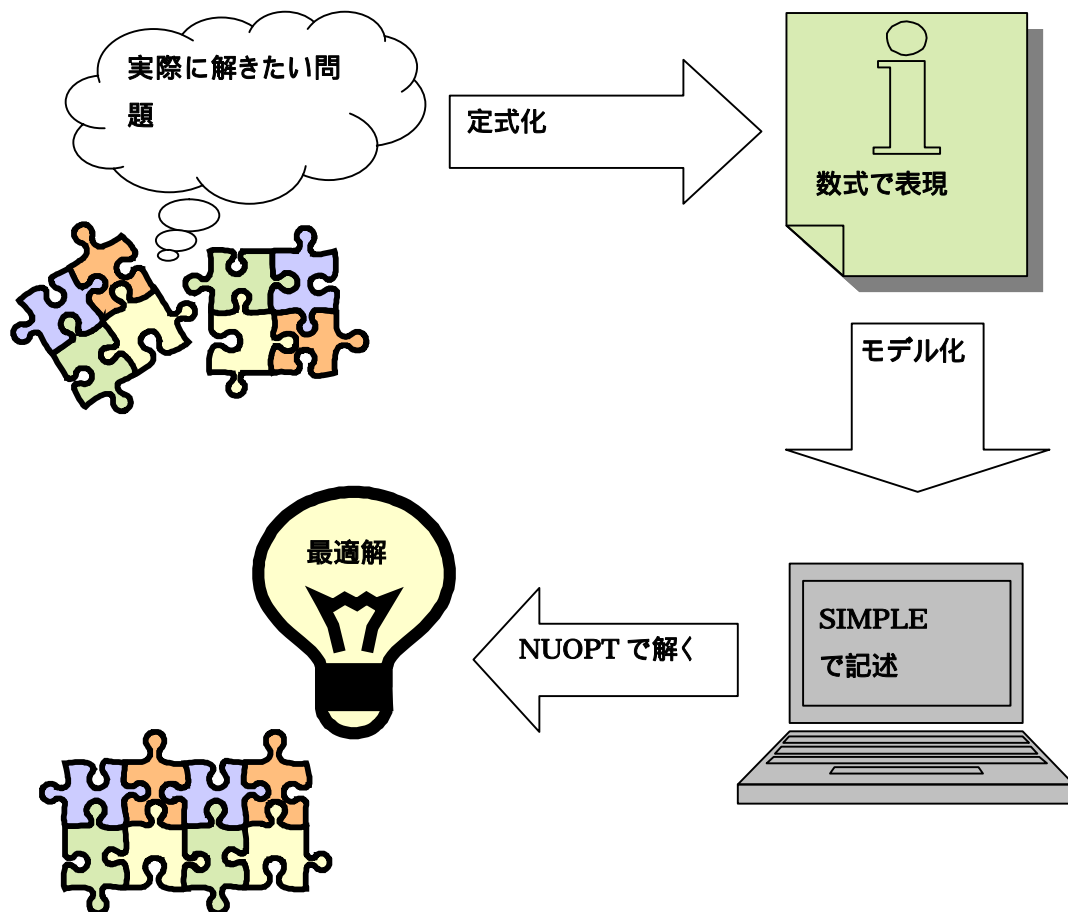 実際に解きたい問
題
定式化
数式で表現
モデル化
SIMPLE
で記述
NUOPT で解く
最適解